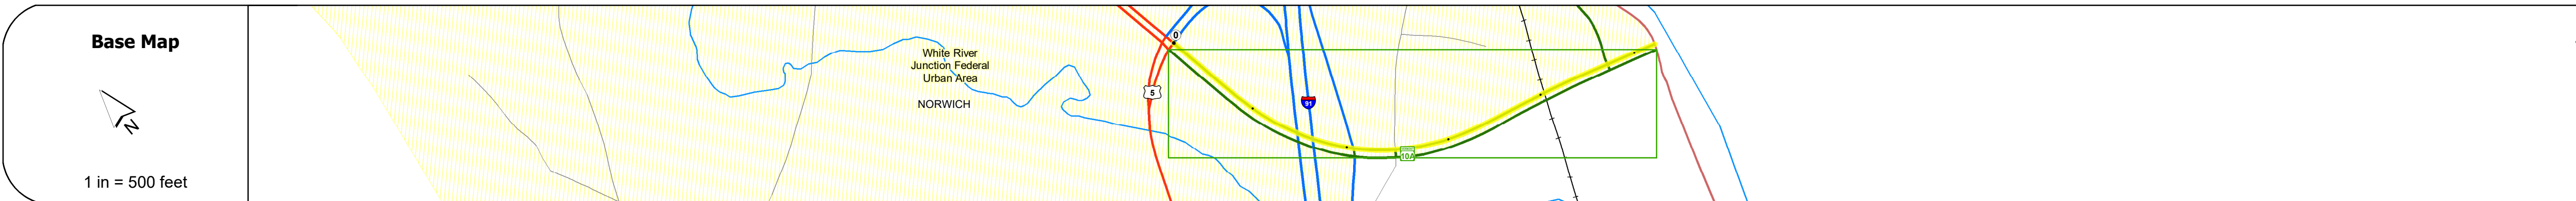 Base Map
N
1 in = 500 feet
White River
Junction Federal
Urban Area
NORWICH
0
5
91
10A